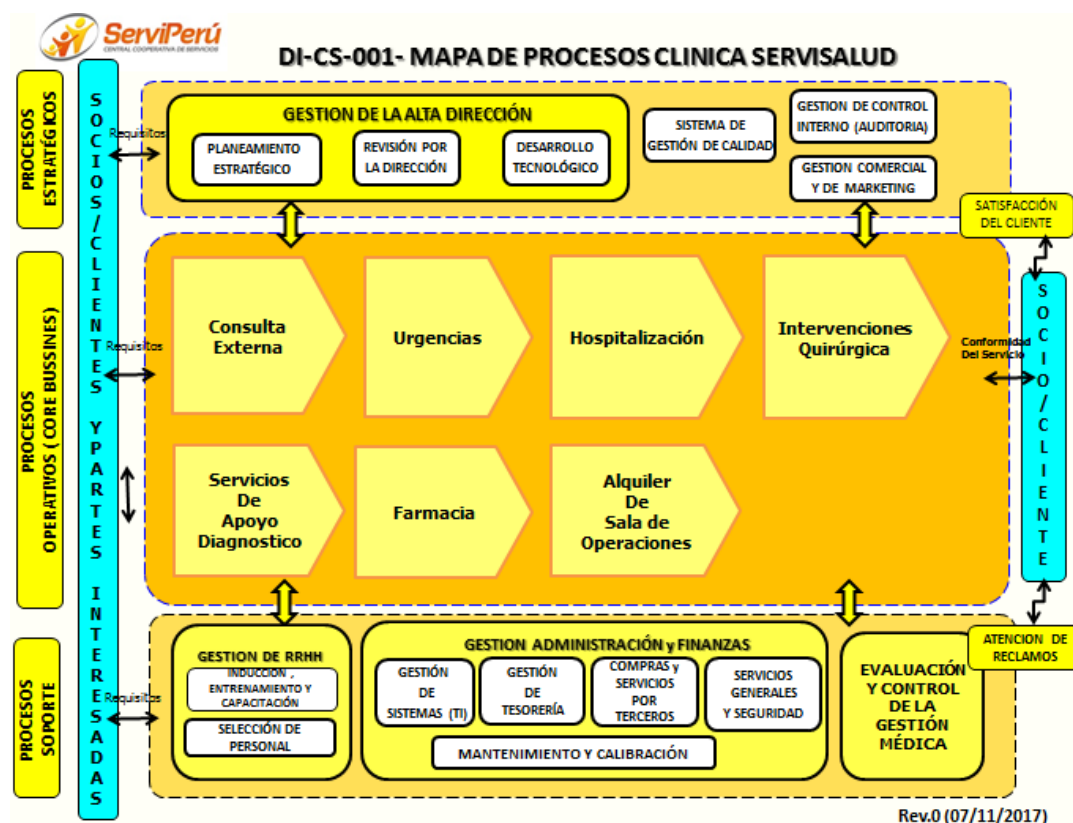 ServiPerú
CENTRAL COOPERATIVA DE SERVICIOS
DI-CS-001- MAPA DE PROCESOS CLINICA SERVISALUD
PROCESOS
ESTRATÉGICOS
SOCIOS/CLIENTES YPARTES INTERESADAS
Requisitos
GESTION DE LA ALTA DIRECCIÓN
PLANEAMIENTO
ESTRATÉGICO
REVISIÓN POR
LA DIRECCIÓN
DESARROLLO
TECNOLÓGICO
SISTEMA DE
GESTIÓN DE CALIDAD
GESTION DE CONTROL
INTERNO (AUDITORIA)
GESTION COMERCIAL
Y DE MARKETING
SATISFACCIÓN
DEL CLIENTE
PROCESOS
OPERATIVOS ( CORE BUSSINES)
Requisitos
Consulta
Externa
Urgencias
Hospitalización
Intervenciones
Quirúrgica
Conformidad
Del Servicio
SOCIO/CLIENTE
Servicios
De
Apoyo
Diagnostico
Farmacia
Alquiler
De
Sala de
Operaciones
PROCESOS
SOPORTE
Requisitos
GESTION DE RRHH
INDUCCION ,
ENTRENAMIENTO Y
CAPACITACIÓN
SELECCIÓN DE
PERSONAL
GESTION ADMINISTRACIÓN y FINANZAS
GESTIÓN
DE
SISTEMAS (TI)
GESTIÓN
DE
TESORERÍA
COMPRAS y
SERVICIOS
POR
TERCEROS
SERVICIOS
GENERALES
Y SEGURIDAD
MANTENIMIENTO Y CALIBRACIÓN
EVALUACIÓN
Y CONTROL
DE LA
GESTIÓN
MÉDICA
ATENCION DE
RECLAMOS
Rev.0 (07/11/2017)